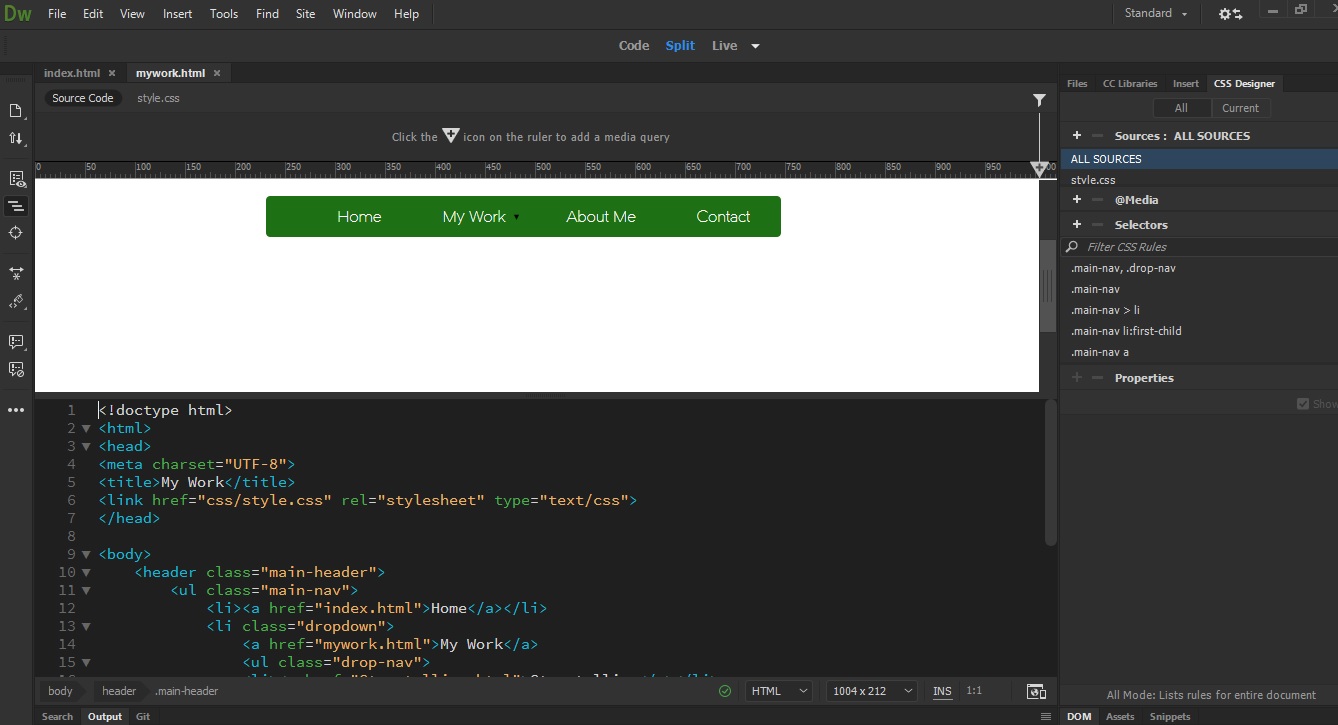 Dw File Edit View Insert Tools Find Site Window Help Standard
Code Split Live
index.html × mywork.html ×
Files CC Libraries Insert CSS Designer
Source Code style.css
All Current
Click the icon on the ruler to add a media query
+ − Sources : ALL SOURCES
ALL SOURCES
style.css
0 50 100 150 200 250 300 350 400 450 500 550 600 650 700 750 800 850 900 950
+ − @Media
+ − Selectors
Filter CSS Rules
.main-nav, .drop-nav
.main-nav
.main-nav > li
.main-nav li:first-child
.main-nav a
+ − Properties
Show
Home My Work ▾ About Me Contact
1 <!doctype html>
2 ▼ <html>
3 ▼ <head>
4 <meta charset="UTF-8">
5 <title>My Work</title>
6 <link href="css/style.css" rel="stylesheet" type="text/css">
7 </head>
8
9 ▼ <body>
10 ▼ <header class="main-header">
11 ▼ <ul class="main-nav">
12 <li><a href="index.html">Home</a></li>
13 ▼ <li class="dropdown">
14 <a href="mywork.html">My Work</a>
15 ▼ <ul class="drop-nav">
body header .main-header HTML 1004 x 212 INS 1:1
All Mode: Lists rules for entire document
Search Output Git
DOM Assets Snippets